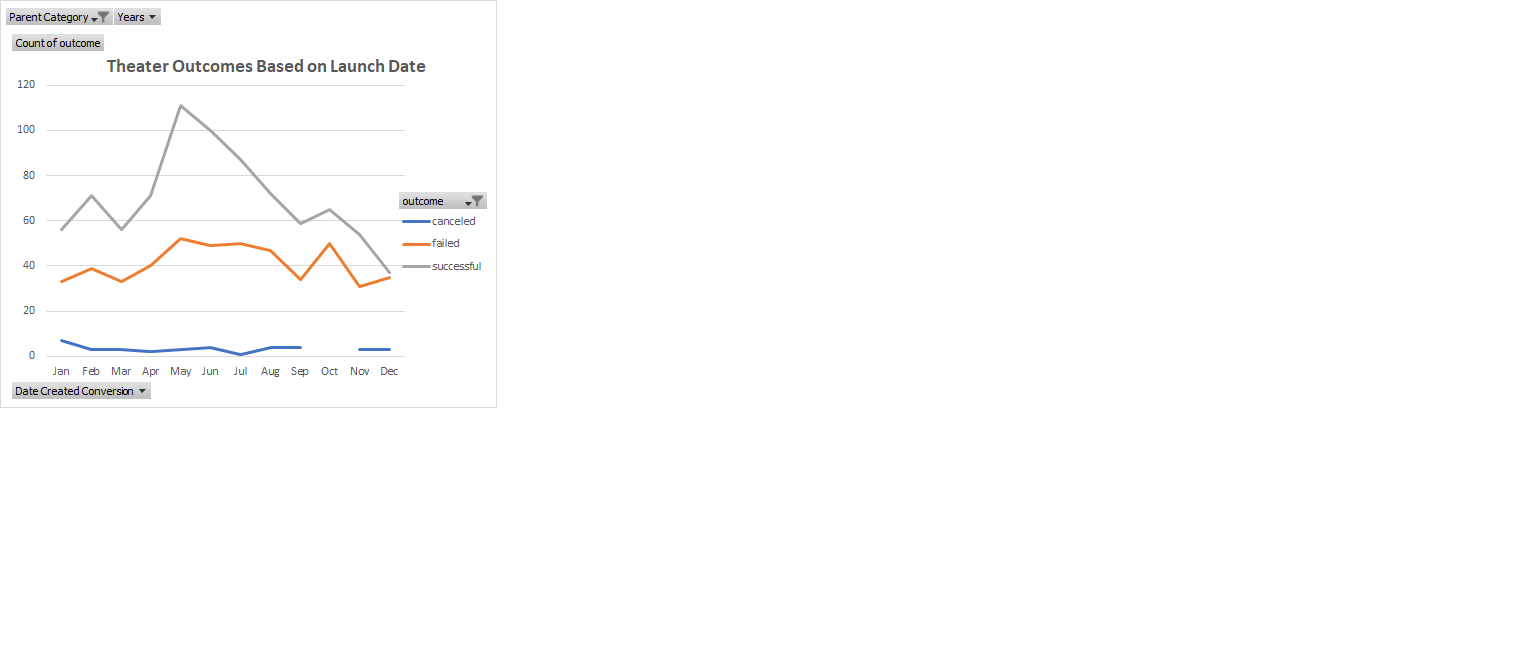 Parent Category Years
Count of outcome
Theater Outcomes Based on Launch Date
120
100
80
60
40
20
0
Jan Feb Mar Apr May Jun Jul Aug Sep Oct Nov Dec
outcome
canceled
failed
successful
Date Created Conversion